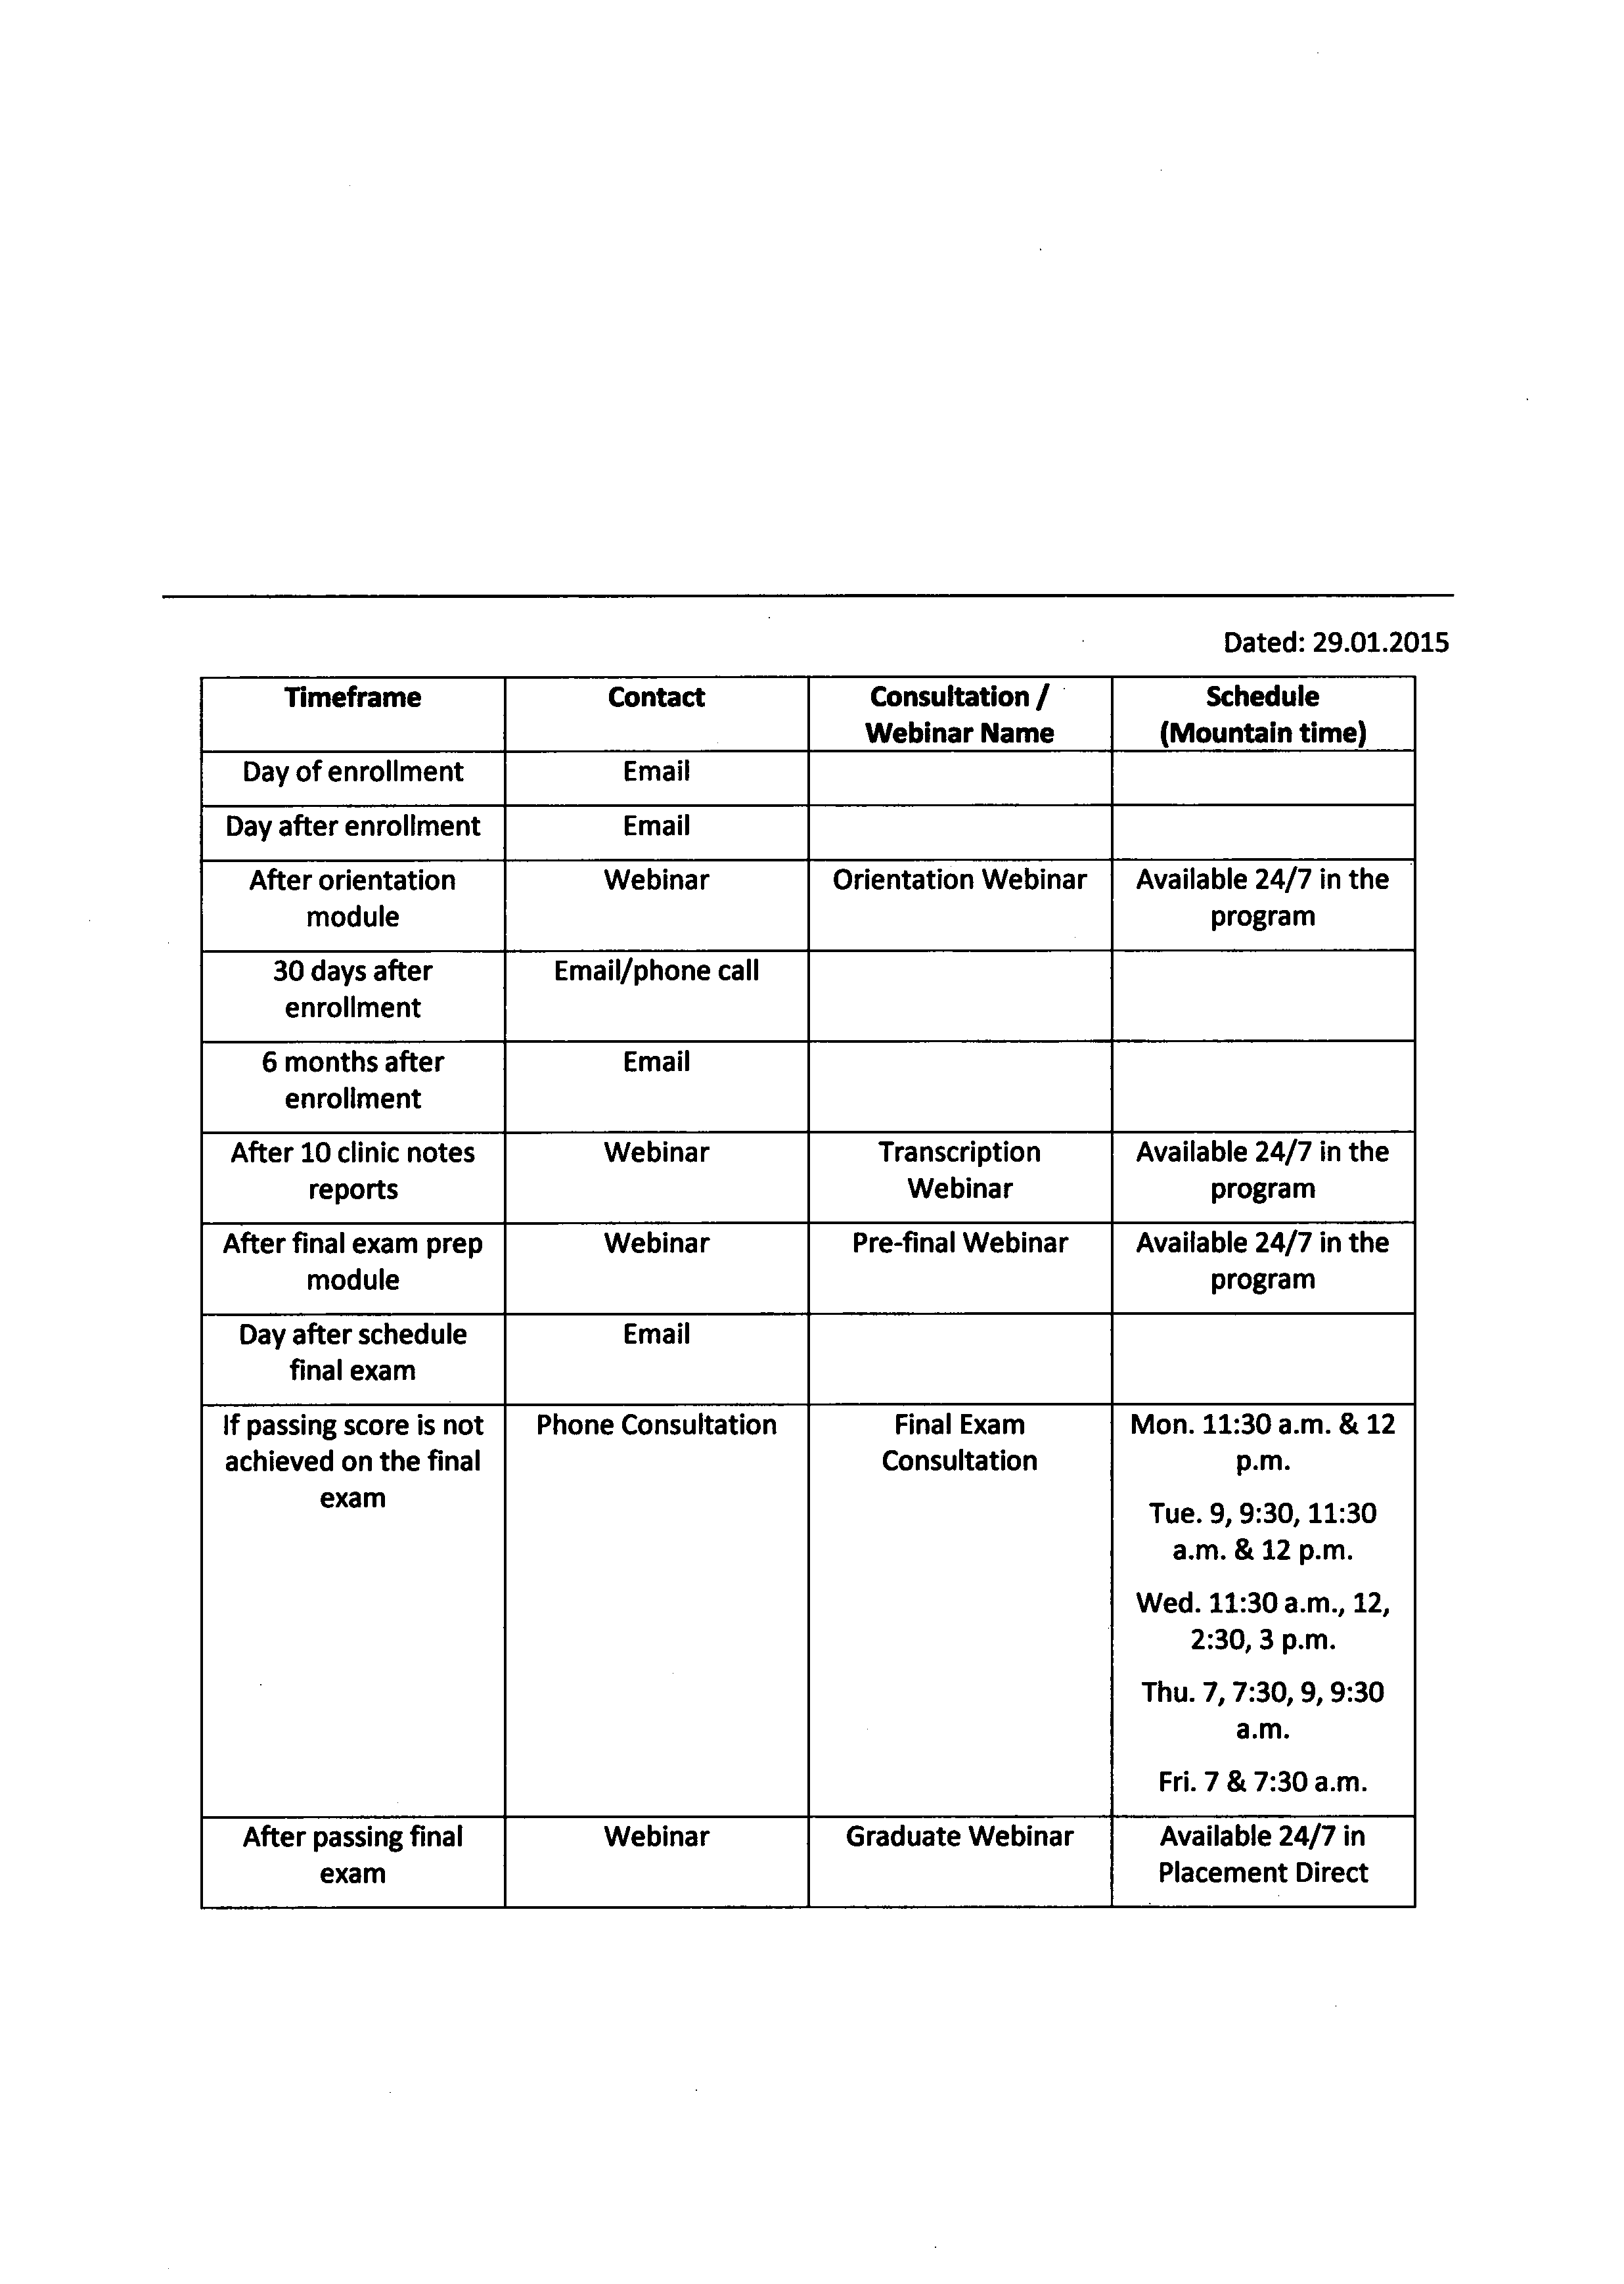 Dated: 29.01.2015
Timeframe Contact Consultation / Schedule
Webinar Name (Mountain time)
Day of enrollment Email
Day after enrollment Email
After orientation Webinar Orientation Webinar Available 24/7 in the
module program
30 days after Email/phone call
enrollment
6 months after Email
enrollment
After 10 clinic notes Webinar Transcription Available 24/7 in the
reports Webinar program
After final exam prep Webinar Pre-final Webinar Available 24/7 in the
module program
Day after schedule Email
final exam
If passing score is not Phone Consultation Final Exam Mon. 11:30 a.m. & 12
achieved on the final Consultation p.m.
exam
Tue. 9, 9:30, 11:30
a.m. & 12 p.m.
Wed. 11:30 a.m., 12,
2:30, 3 p.m.
Thu. 7, 7:30, 9, 9:30
a.m.
Fri. 7 & 7:30 a.m.
After passing final Webinar Graduate Webinar Available 24/7 in
exam Placement Direct